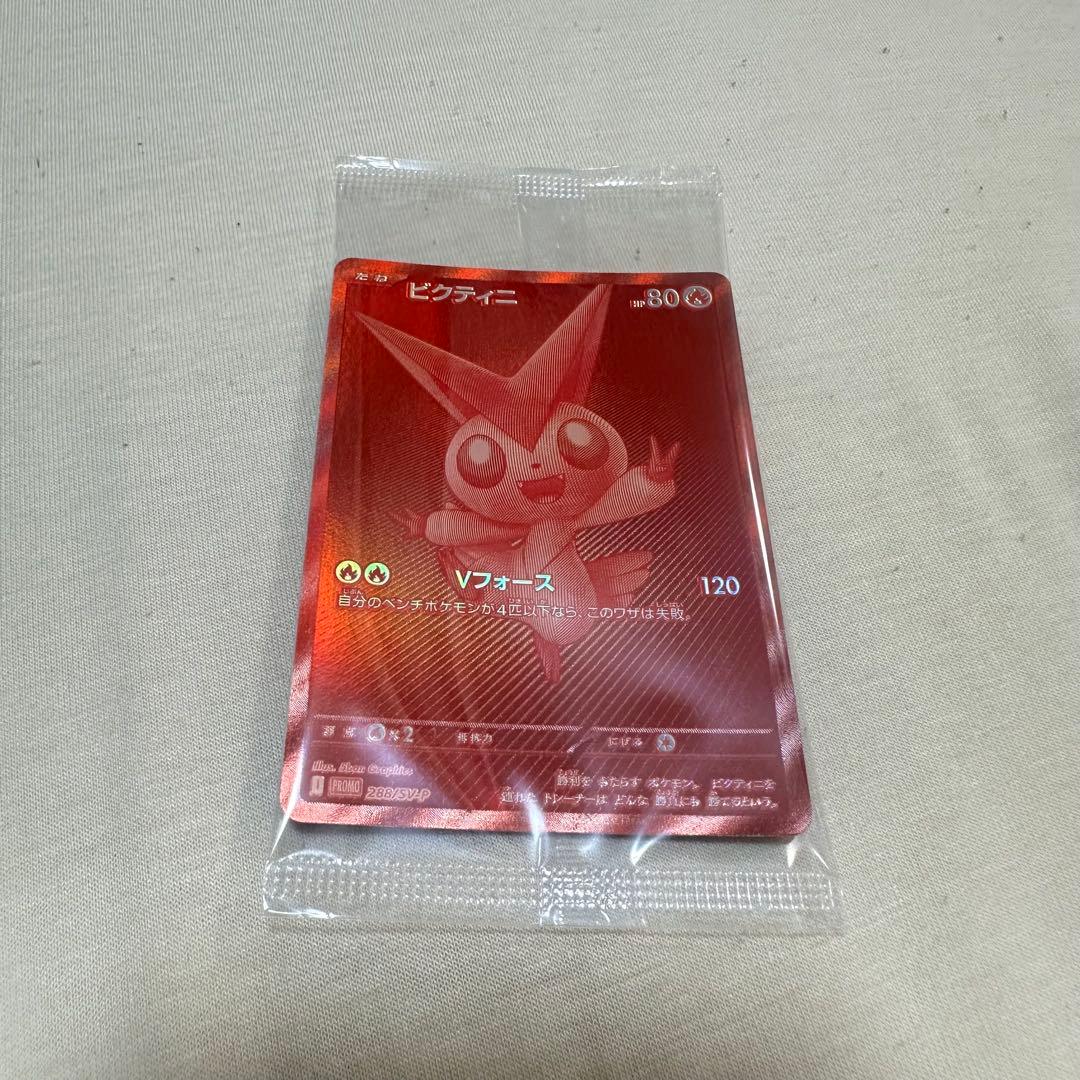 たね ビクティニ HP80
Vフォース 120
自分のベンチポケモンが4匹以下なら、このワザは失敗。
弱点 ×2 抵抗力 にげる
Illus. 5ban Graphics
J PROMO 288/SV-P
勝利を もたらす ポケモン。 ビクティニを
連れた トレーナーは どんな 勝負にも 勝てるという。